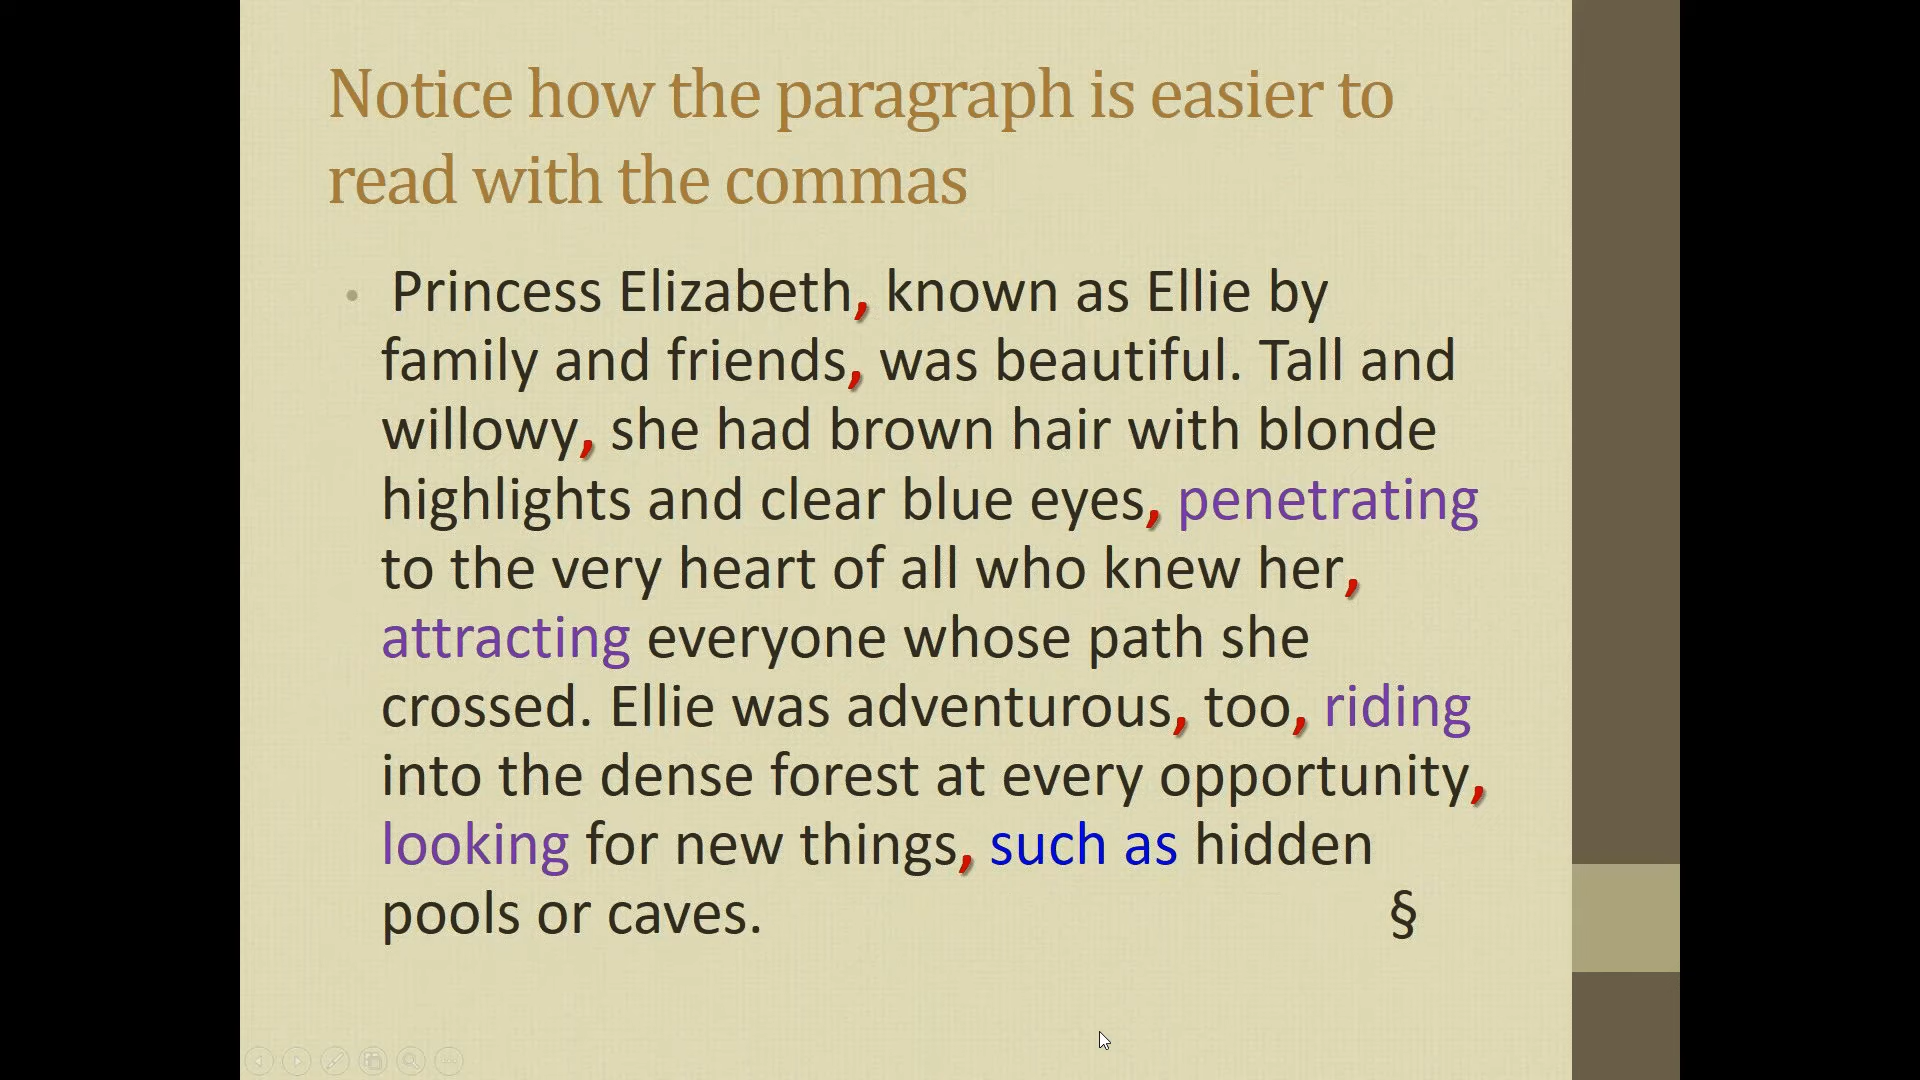 Notice how the paragraph is easier to
read with the commas
• Princess Elizabeth, known as Ellie by
family and friends, was beautiful. Tall and
willowy, she had brown hair with blonde
highlights and clear blue eyes, penetrating
to the very heart of all who knew her,
attracting everyone whose path she
crossed. Ellie was adventurous, too, riding
into the dense forest at every opportunity,
looking for new things, such as hidden
pools or caves. §